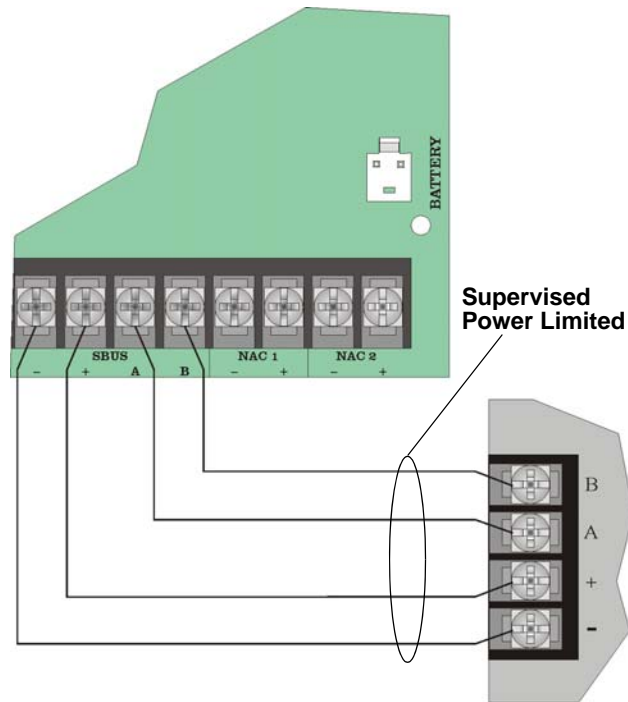 BATTERY
Supervised
Power Limited
SBUS NAC 1 NAC 2
- + A B - + - +
B
A
+
-